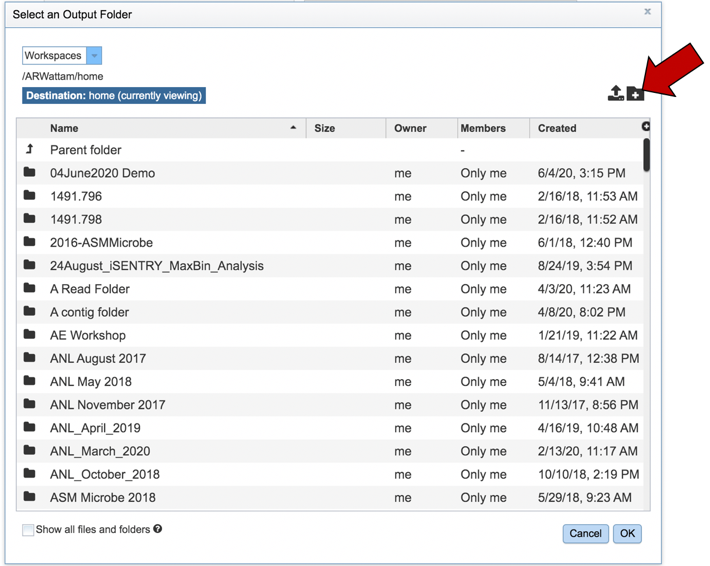 Select an Output Folder
x
Workspaces
/ARWattam/home
Destination: home (currently viewing)
Name Size Owner Members Created
Parent folder -
04June2020 Demo me Only me 6/4/20, 3:15 PM
1491.796 me Only me 2/16/18, 11:53 AM
1491.798 me Only me 2/16/18, 11:52 AM
2016-ASMMicrobe me Only me 6/1/18, 12:40 PM
24August_iSENTRY_MaxBin_Analysis me Only me 8/24/19, 3:54 PM
A Read Folder me Only me 4/3/20, 11:23 AM
A contig folder me Only me 4/8/20, 8:02 PM
AE Workshop me Only me 1/21/19, 11:22 AM
ANL August 2017 me Only me 8/14/17, 12:38 PM
ANL May 2018 me Only me 5/4/18, 9:41 AM
ANL November 2017 me Only me 11/13/17, 8:56 PM
ANL_April_2019 me Only me 4/16/19, 10:48 AM
ANL_March_2020 me Only me 2/13/20, 11:17 AM
ANL_October_2018 me Only me 10/10/18, 2:19 PM
ASM Microbe 2018 me Only me 5/29/18, 9:23 AM
Show all files and folders ?
Cancel OK